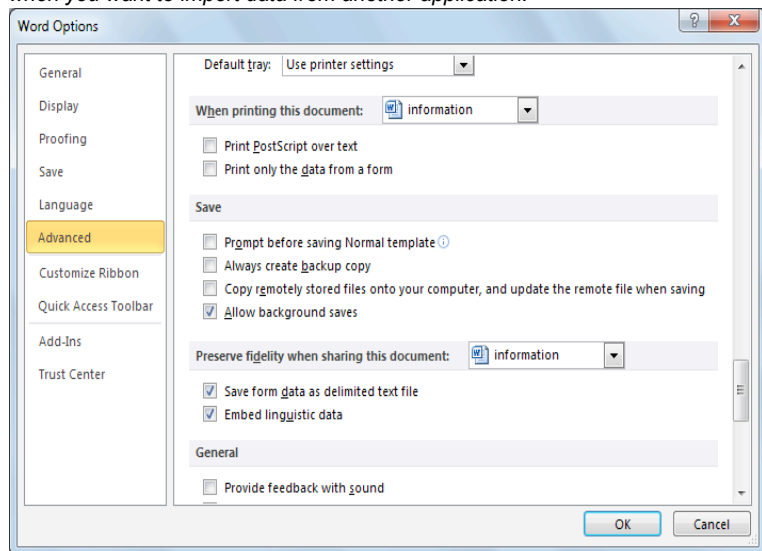 when you want to import data from another application.
Word Options
General
Display
Proofing
Save
Language
Advanced
Customize Ribbon
Quick Access Toolbar
Add-Ins
Trust Center
Default tray: Use printer settings
When printing this document: information
Print PostScript over text
Print only the data from a form
Save
Prompt before saving Normal template
Always create backup copy
Copy remotely stored files onto your computer, and update the remote file when saving
Allow background saves
Preserve fidelity when sharing this document: information
Save form data as delimited text file
Embed linguistic data
General
Provide feedback with sound
OK Cancel